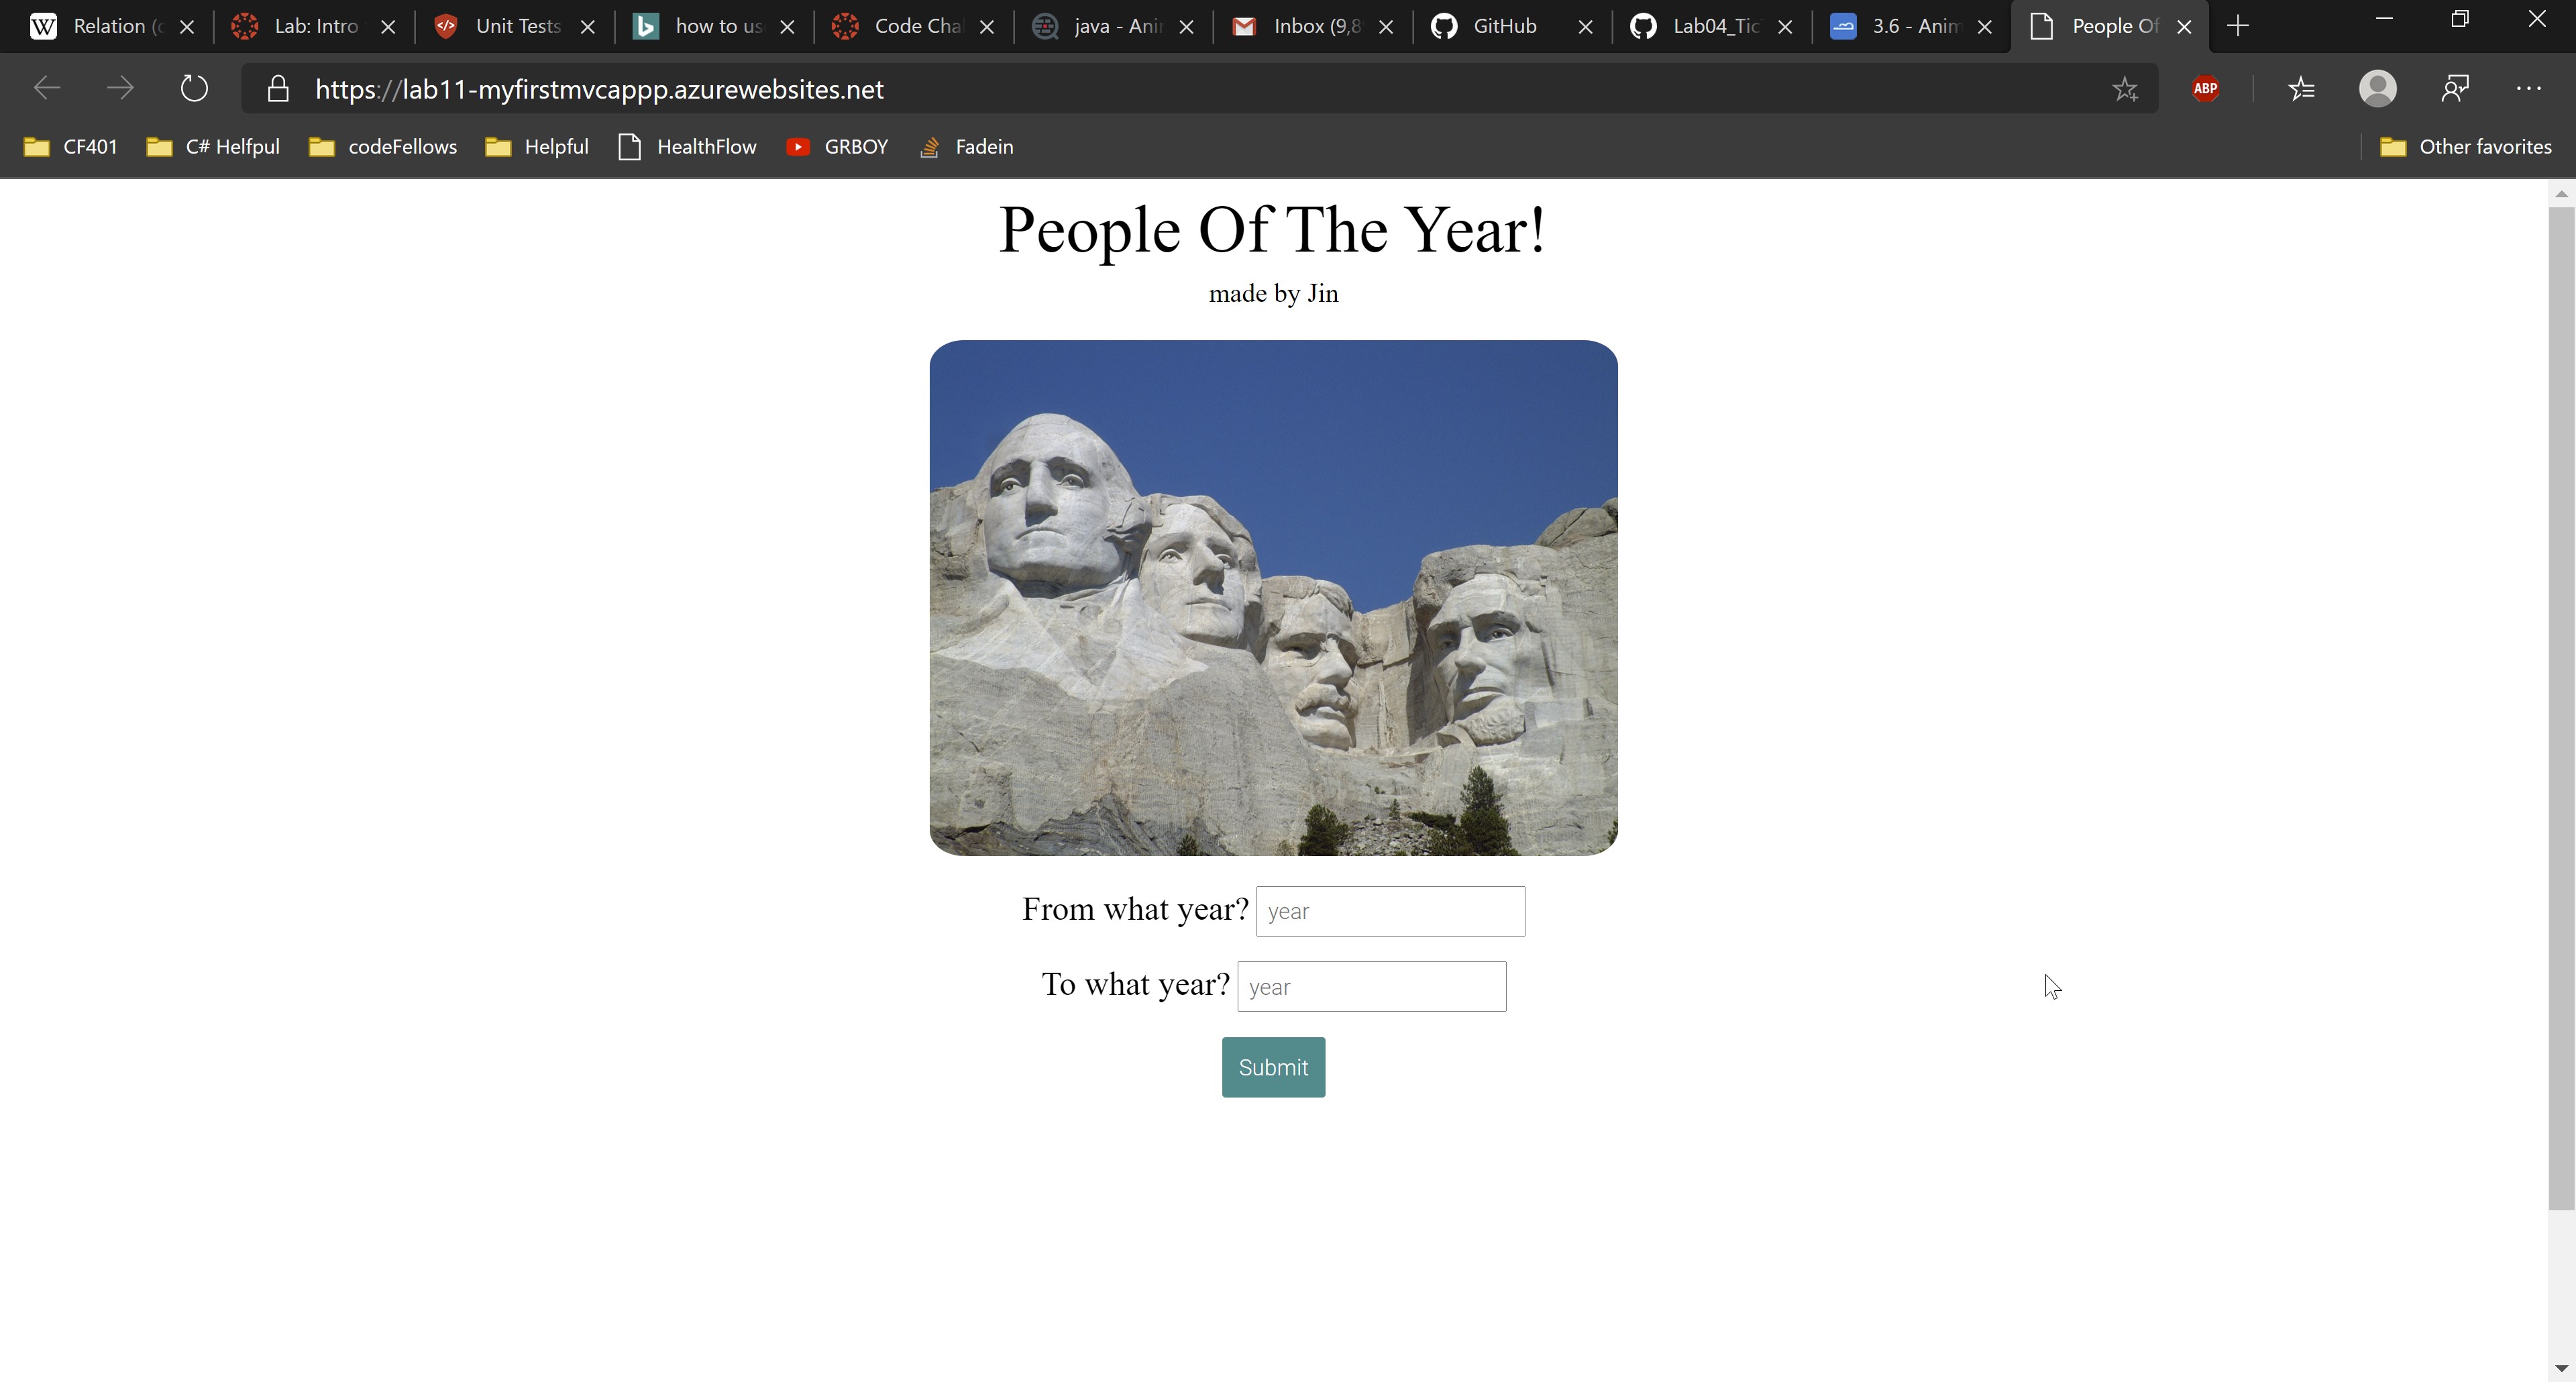 W Relation (c
Lab: Intro
Unit Tests
how to us
Code Chal
java - Anir
Inbox (9,8
GitHub
Lab04_Tic
3.6 - Anim
People Of
https://lab11-myfirstmvcappp.azurewebsites.net
ABP
CF401
C# Helfpul
codeFellows
Helpful
HealthFlow
GRBOY
Fadein
Other favorites
People Of The Year!
made by Jin
From what year? year
To what year? year
Submit